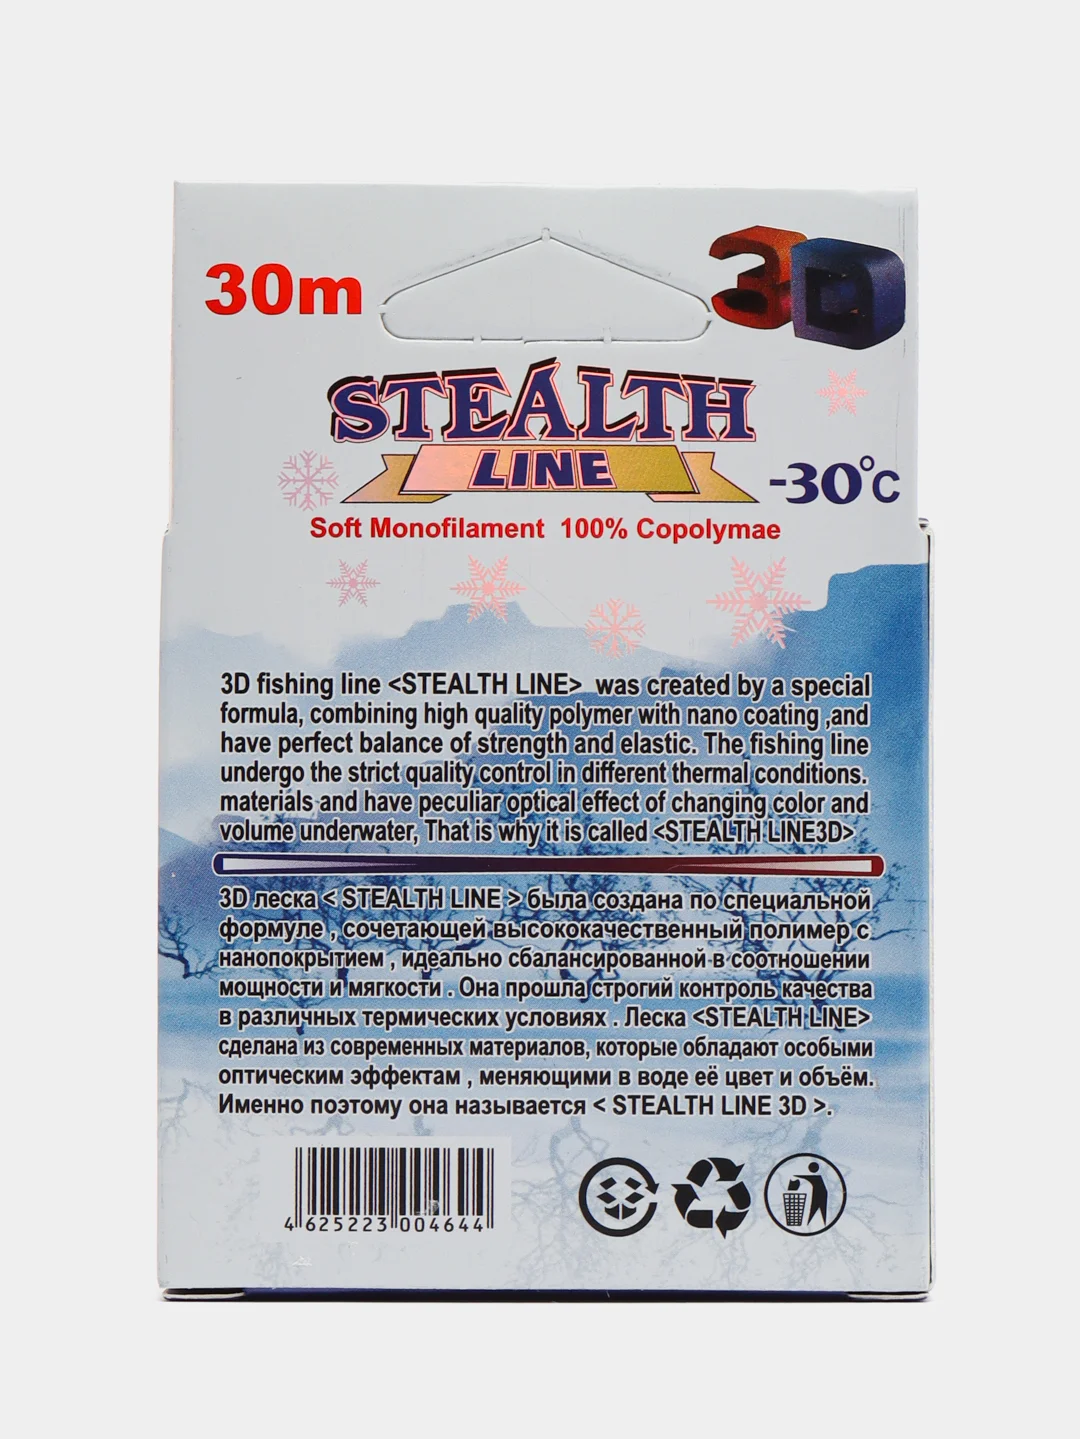 30m
3D
STEALTH
LINE
-30°C
Soft Monofilament 100% Copolymae
3D fishing line <STEALTH LINE> was created by a special
formula, combining high quality polymer with nano coating ,and
have perfect balance of strength and elastic. The fishing line
undergo the strict quality control in different thermal conditions.
materials and have peculiar optical effect of changing color and
volume underwater, That is why it is called <STEALTH LINE3D>
3D леска < STEALTH LINE > была создана по специальной
формуле , сочетающей высококачественный полимер с
нанопокрытием , идеально сбалансированной в соотношении
мощности и мягкости . Она прошла строгий контроль качества
в различных термических условиях . Леска <STEALTH LINE>
сделана из современных материалов, которые обладают особыми
оптическим эффектам , меняющими в воде её цвет и объём.
Именно поэтому она называется < STEALTH LINE 3D >.
4 625223 004644